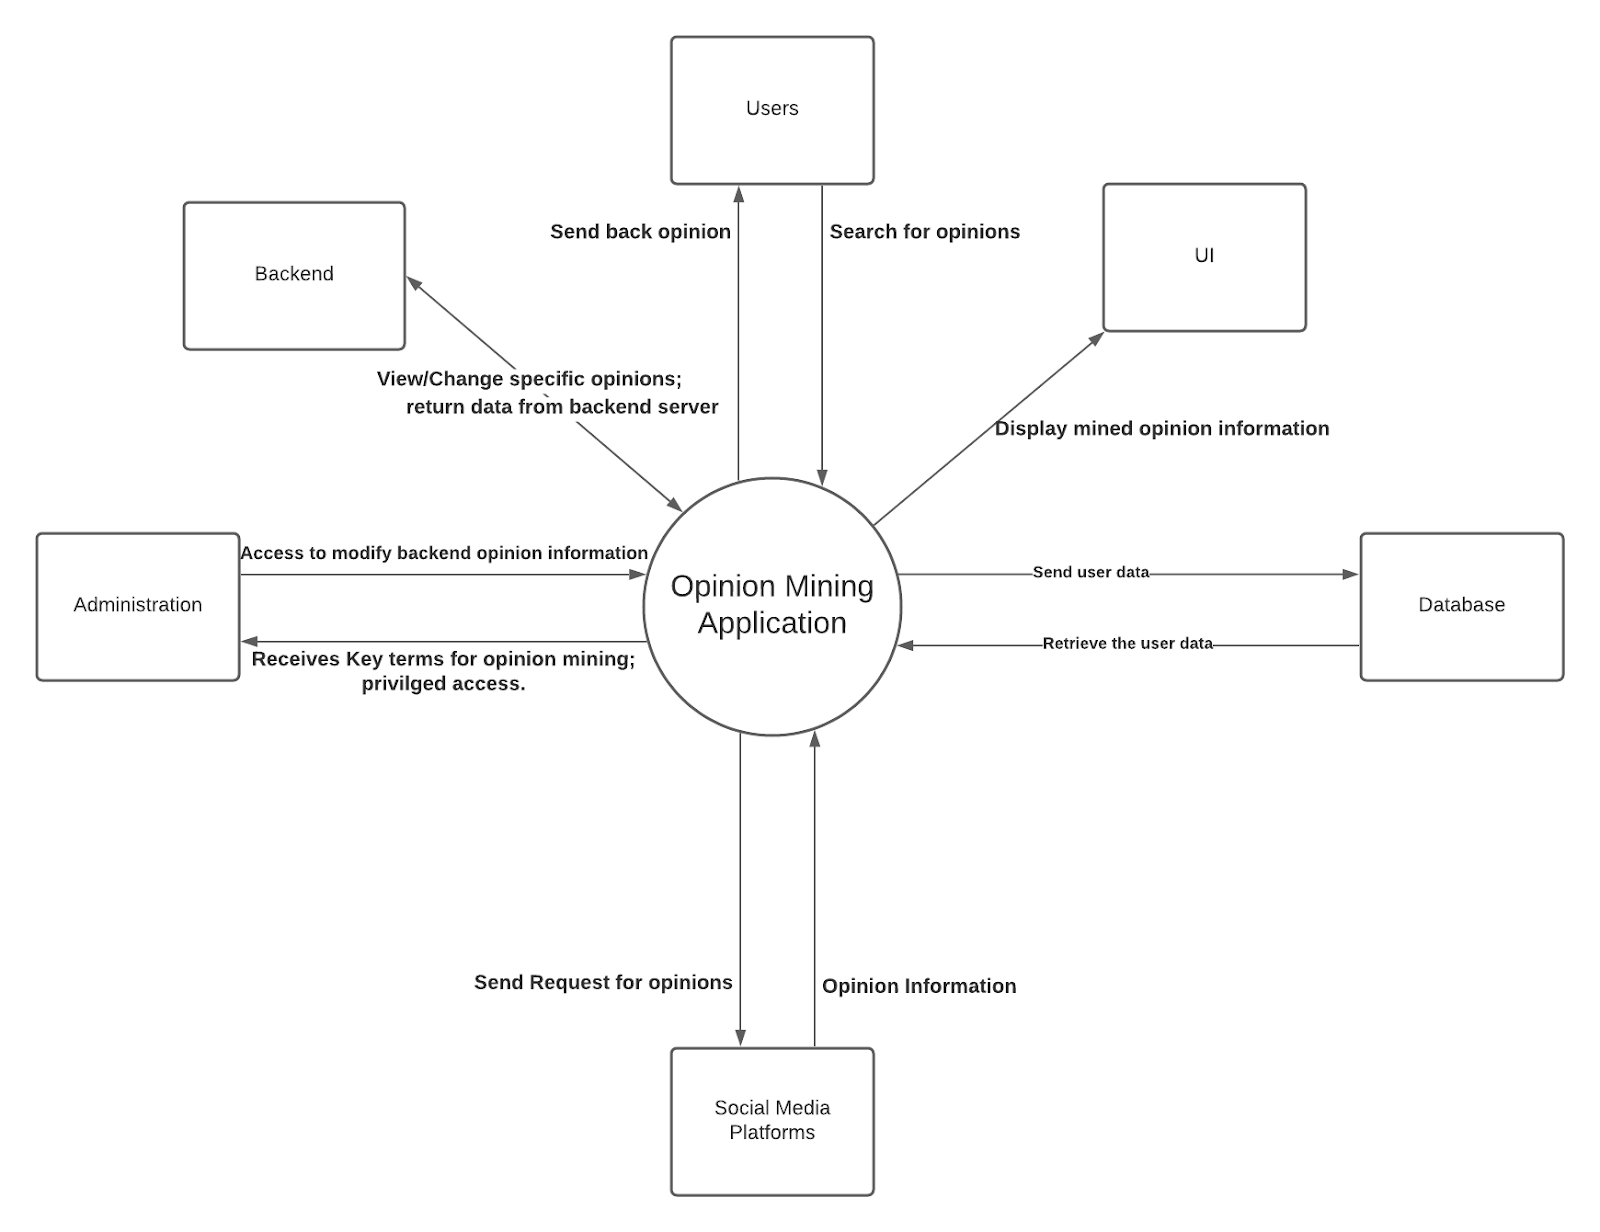 Users
Send back opinion
Search for opinions
UI
Backend
View/Change specific opinions;
return data from backend server
Display mined opinion information
Administration
Access to modify backend opinion information
Receives Key terms for opinion mining;
privilged access.
Opinion Mining
Application
Send user data
Retrieve the user data
Database
Send Request for opinions
Opinion Information
Social Media
Platforms